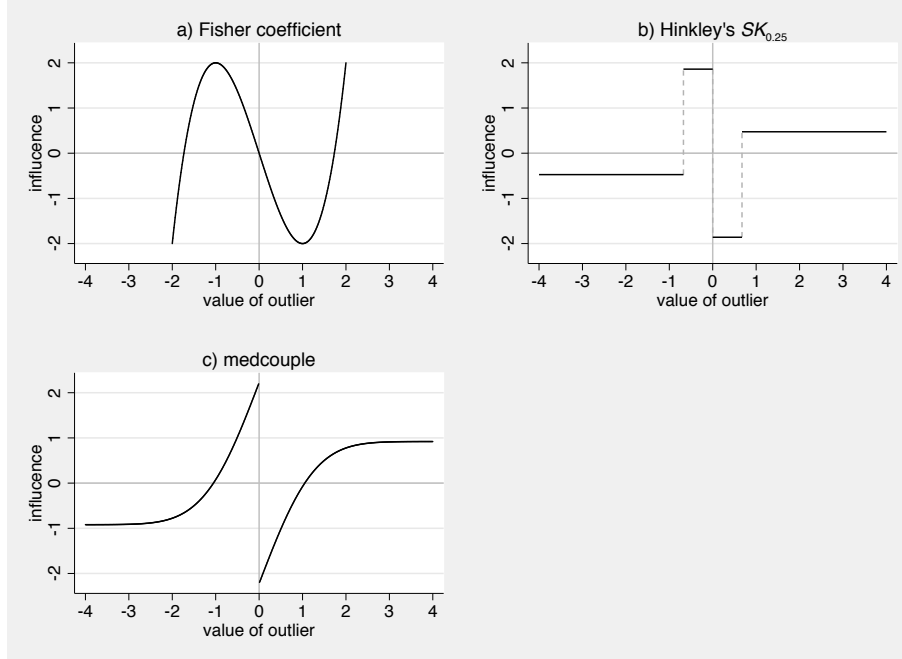 a) Fisher coefficient
influcence
2
1
0
-1
-2
-4 -3 -2 -1 0 1 2 3 4
value of outlier
b) Hinkley's SK0.25
influcence
2
1
0
-1
-2
-4 -3 -2 -1 0 1 2 3 4
value of outlier
c) medcouple
influcence
2
1
0
-1
-2
-4 -3 -2 -1 0 1 2 3 4
value of outlier